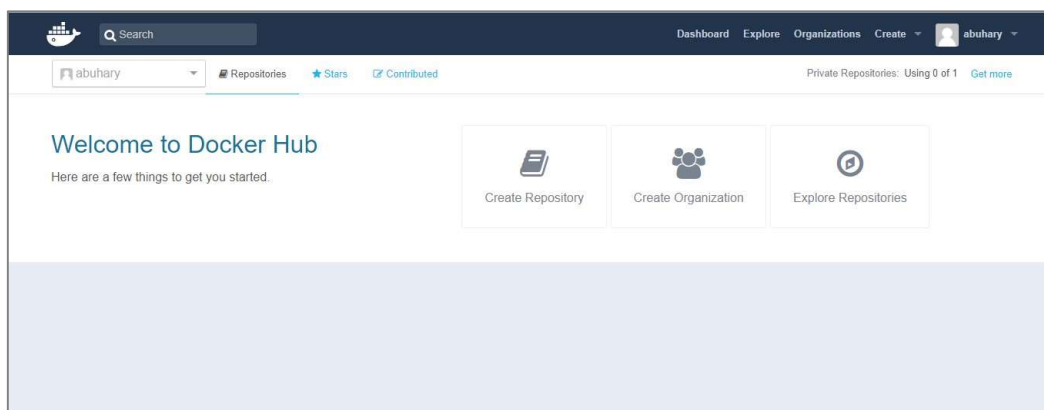 Search
Dashboard Explore Organizations Create abuhary
abuhary Repositories Stars Contributed Private Repositories: Using 0 of 1 Get more
Welcome to Docker Hub
Here are a few things to get you started.
Create Repository Create Organization Explore Repositories